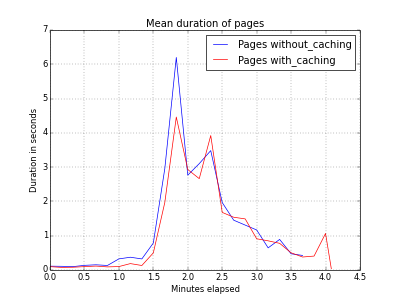 Mean duration of pages
Pages without_caching
Pages with_caching
7
6
5
4
3
2
1
0
Duration in seconds
0.0 0.5 1.0 1.5 2.0 2.5 3.0 3.5 4.0 4.5
Minutes elapsed